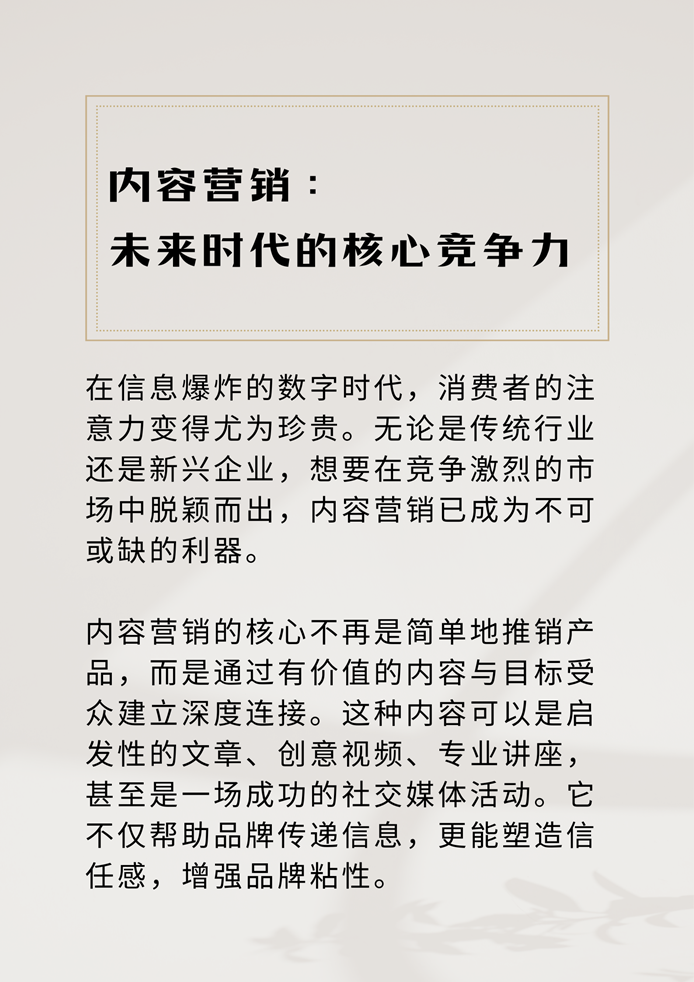 内容营销：
未来时代的核心竞争力
在信息爆炸的数字时代，消费者的注
意力变得尤为珍贵。无论是传统行业
还是新兴企业，想要在竞争激烈的市
场中脱颖而出，内容营销已成为不可
或缺的利器。
内容营销的核心不再是简单地推销产
品，而是通过有价值的内容与目标受
众建立深度连接。这种内容可以是启
发性的文章、创意视频、专业讲座，
甚至是一场成功的社交媒体活动。它
不仅帮助品牌传递信息，更能塑造信
任感，增强品牌粘性。